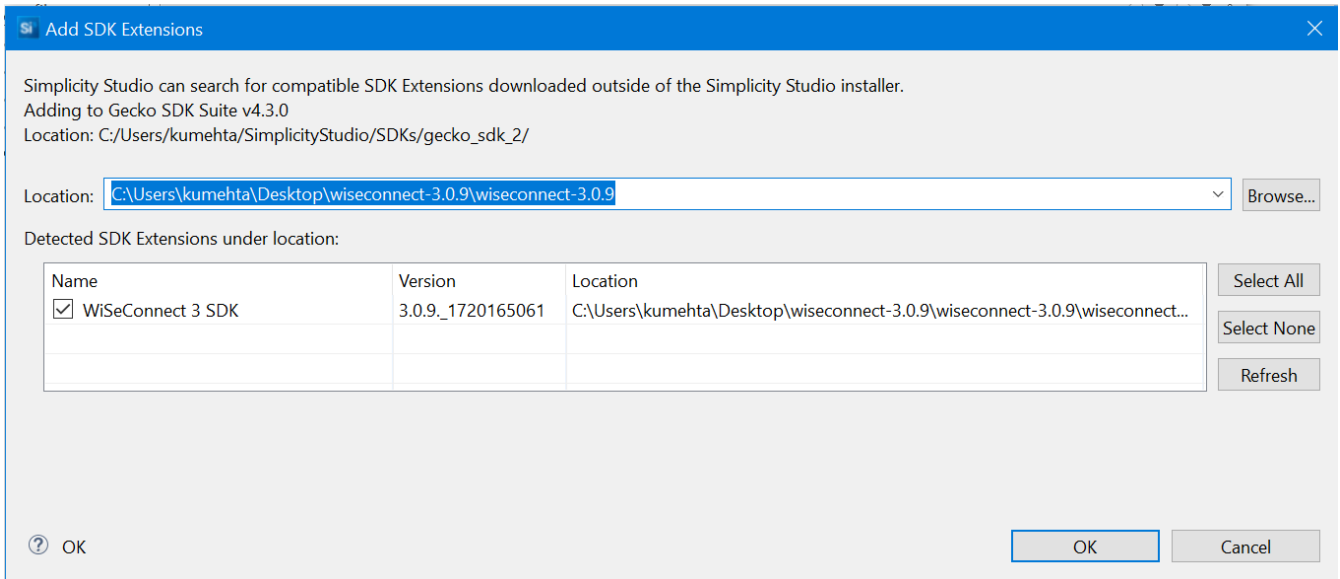 Si Add SDK Extensions
Simplicity Studio can search for compatible SDK Extensions downloaded outside of the Simplicity Studio installer.
Adding to Gecko SDK Suite v4.3.0
Location: C:/Users/kumehta/SimplicityStudio/SDKs/gecko_sdk_2/
Location: C:\Users\kumehta\Desktop\wiseconnect-3.0.9\wiseconnect-3.0.9 Browse...
Detected SDK Extensions under location:
Name Version Location Select All
WiSeConnect 3 SDK 3.0.9._1720165061 C:\Users\kumehta\Desktop\wiseconnect-3.0.9\wiseconnect-3.0.9\wiseconnect...
Select None
Refresh
? OK OK Cancel